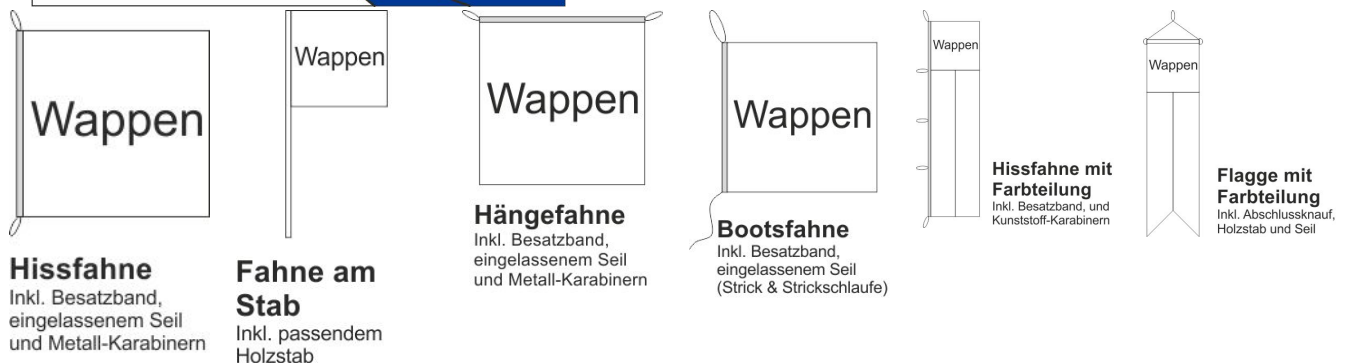 Wappen
Hissfahne
Inkl. Besatzband,
eingelassenem Seil
und Metall-Karabinern
Wappen
Fahne am
Stab
Inkl. passendem
Holzstab
Wappen
Hängefahne
Inkl. Besatzband,
eingelassenem Seil
und Metall-Karabinern
Wappen
Bootsfahne
Inkl. Besatzband,
eingelassenem Seil
(Strick & Strickschlaufe)
Wappen
Hissfahne mit
Farbteilung
Inkl. Besatzband, und
Kunststoff-Karabinern
Wappen
Flagge mit
Farbteilung
Inkl. Abschlussknauf,
Holzstab und Seil